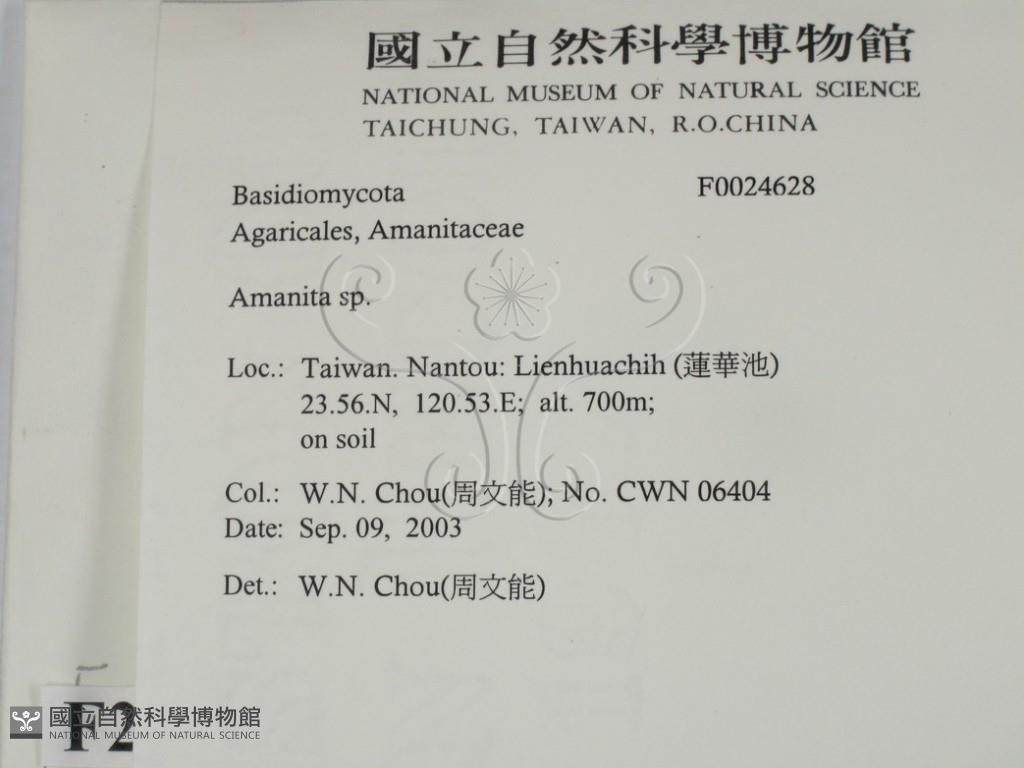 國立自然科學博物館
NATIONAL MUSEUM OF NATURAL SCIENCE
TAICHUNG, TAIWAN, R.O.CHINA
Basidiomycota F0024628
Agaricales, Amanitaceae
Amanita sp.
Loc.: Taiwan. Nantou: Lienhuachih (蓮華池)
23.56.N, 120.53.E; alt. 700m;
on soil
Col.: W.N. Chou(周文能); No. CWN 06404
Date: Sep. 09, 2003
Det.: W.N. Chou(周文能)
F2
國立自然科學博物館
NATIONAL MUSEUM OF NATURAL SCIENCE